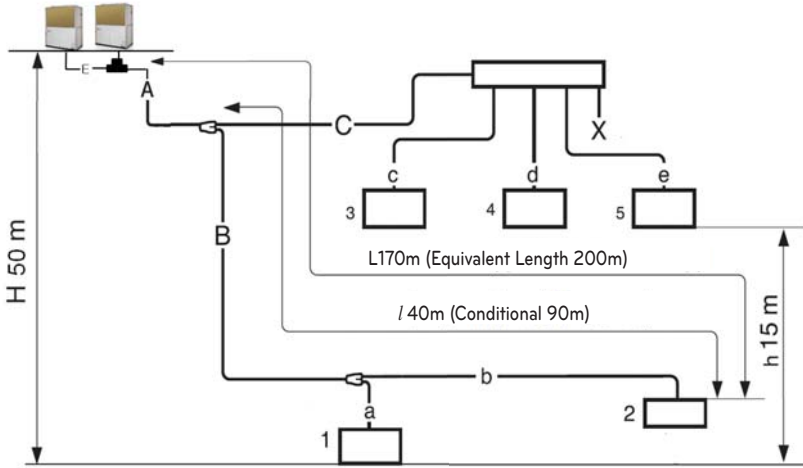 E
A
C
X
c
d
e
3
4
5
B
H 50 m
L170m (Equivalent Length 200m)
l 40m (Conditional 90m)
h 15 m
b
a
1
2